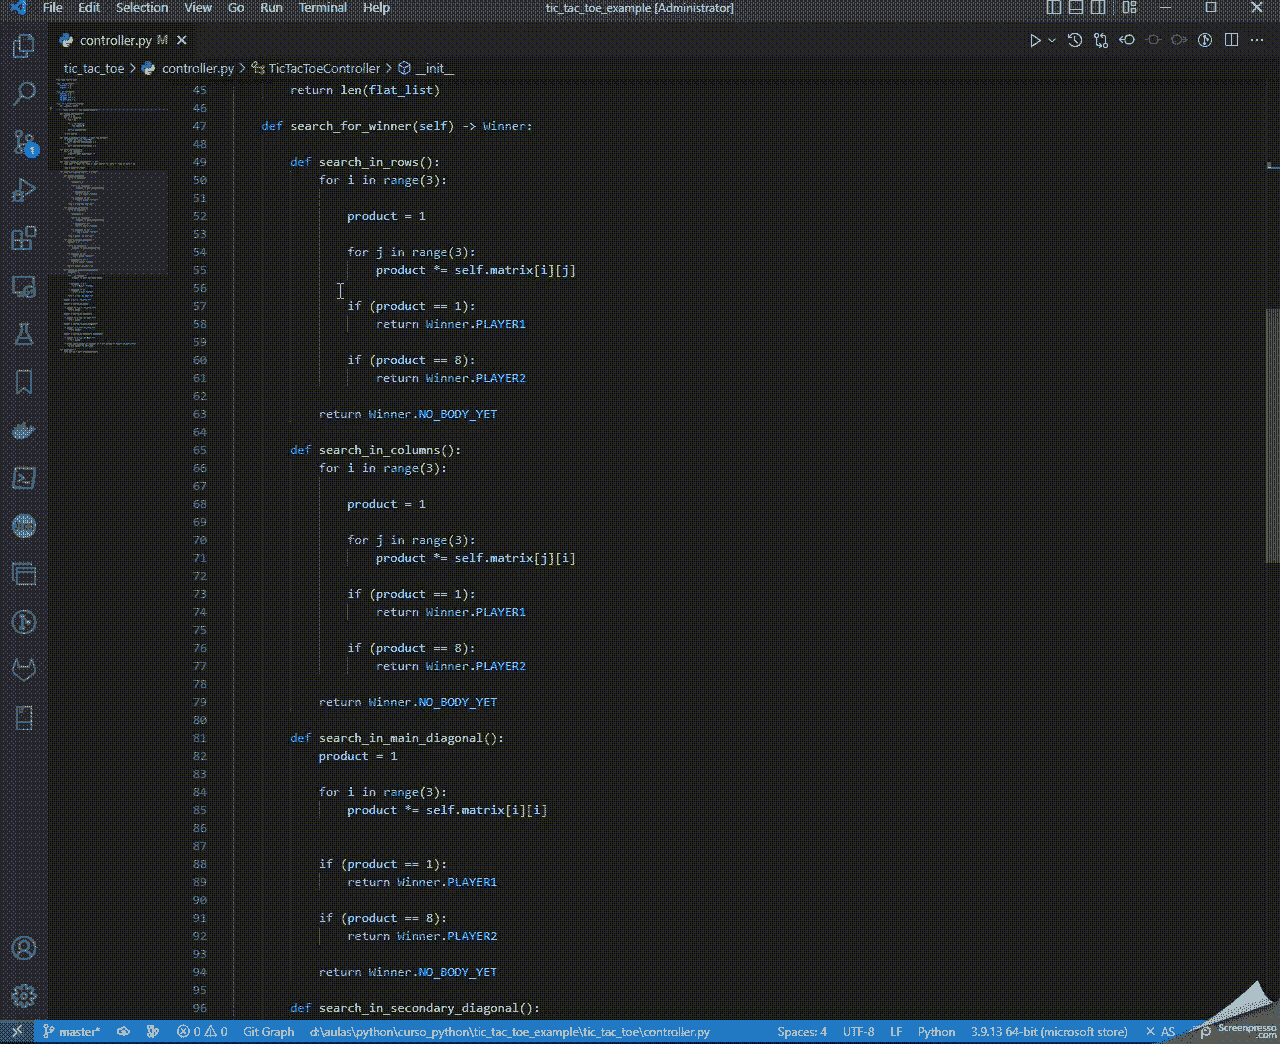 File Edit Selection View Go Run Terminal Help tic_tac_toe_example [Administrator]
controller.py M
tic_tac_toe > controller.py > TicTacToeController > __init__
45 return len(flat_list)
46
47 def search_for_winner(self) -> Winner:
48
49 def search_in_rows():
50 for i in range(3):
51
52 product = 1
53
54 for j in range(3):
55 product *= self.matrix[i][j]
56
57 if (product == 1):
58 return Winner.PLAYER1
59
60 if (product == 8):
61 return Winner.PLAYER2
62
63 return Winner.NO_BODY_YET
64
65 def search_in_columns():
66 for i in range(3):
67
68 product = 1
69
70 for j in range(3):
71 product *= self.matrix[j][i]
72
73 if (product == 1):
74 return Winner.PLAYER1
75
76 if (product == 8):
77 return Winner.PLAYER2
78
79 return Winner.NO_BODY_YET
80
81 def search_in_main_diagonal():
82 product = 1
83
84 for i in range(3):
85 product *= self.matrix[i][i]
86
87
88 if (product == 1):
89 return Winner.PLAYER1
90
91 if (product == 8):
92 return Winner.PLAYER2
93
94 return Winner.NO_BODY_YET
95
96 def search_in_secondary_diagonal():
master* 0 0 Git Graph d:\aulas\python\curso_python\tic_tac_toe_example\tic_tac_toe\controller.py Spaces: 4 UTF-8 LF Python 3.9.13 64-bit (microsoft store) AS
Screenpresso
.com